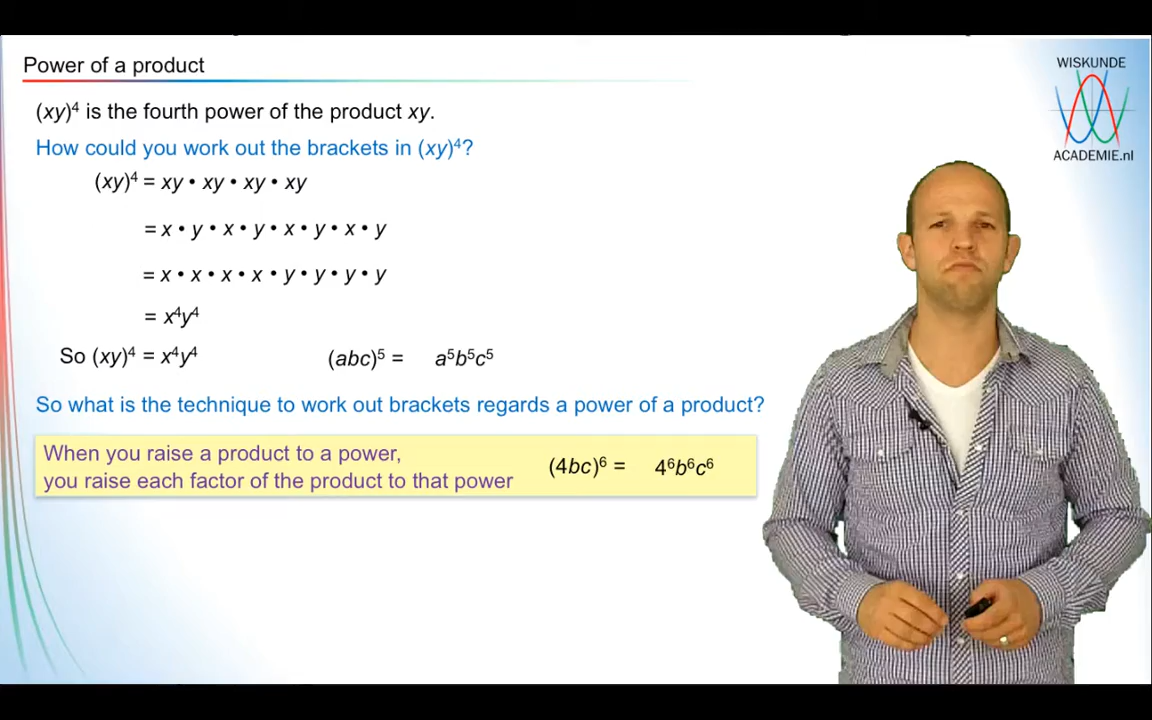 Power of a product
WISKUNDE
ACADEMIE.nl
(xy)⁴ is the fourth power of the product xy.
How could you work out the brackets in (xy)⁴?
(xy)⁴ = xy • xy • xy • xy
= x • y • x • y • x • y • x • y
= x • x • x • x • y • y • y • y
= x⁴y⁴
So (xy)⁴ = x⁴y⁴ (abc)⁵ = a⁵b⁵c⁵
So what is the technique to work out brackets regards a power of a product?
When you raise a product to a power,
you raise each factor of the product to that power
(4bc)⁶ = 4⁶b⁶c⁶